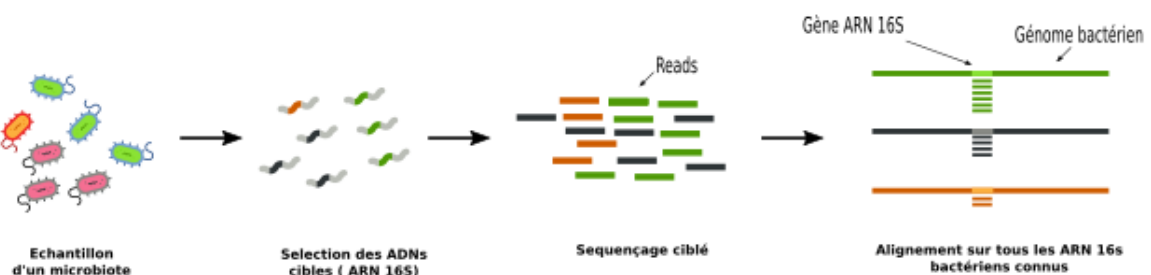 Gène ARN 16S
Génome bactérien
Reads
Echantillon
d'un microbiote
Selection des ADNs
cibles ( ARN 16S)
Sequençage ciblé
Alignement sur tous les ARN 16s
bactériens connus